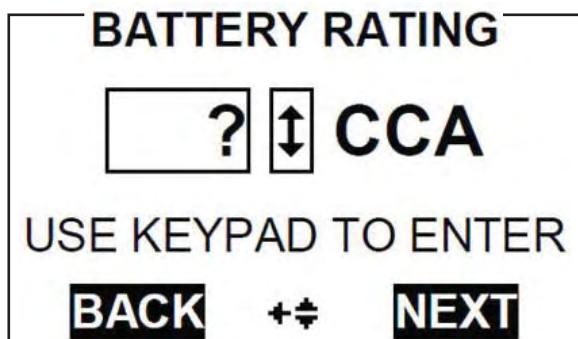 BATTERY RATING
? ↕ CCA
USE KEYPAD TO ENTER
BACK NEXT